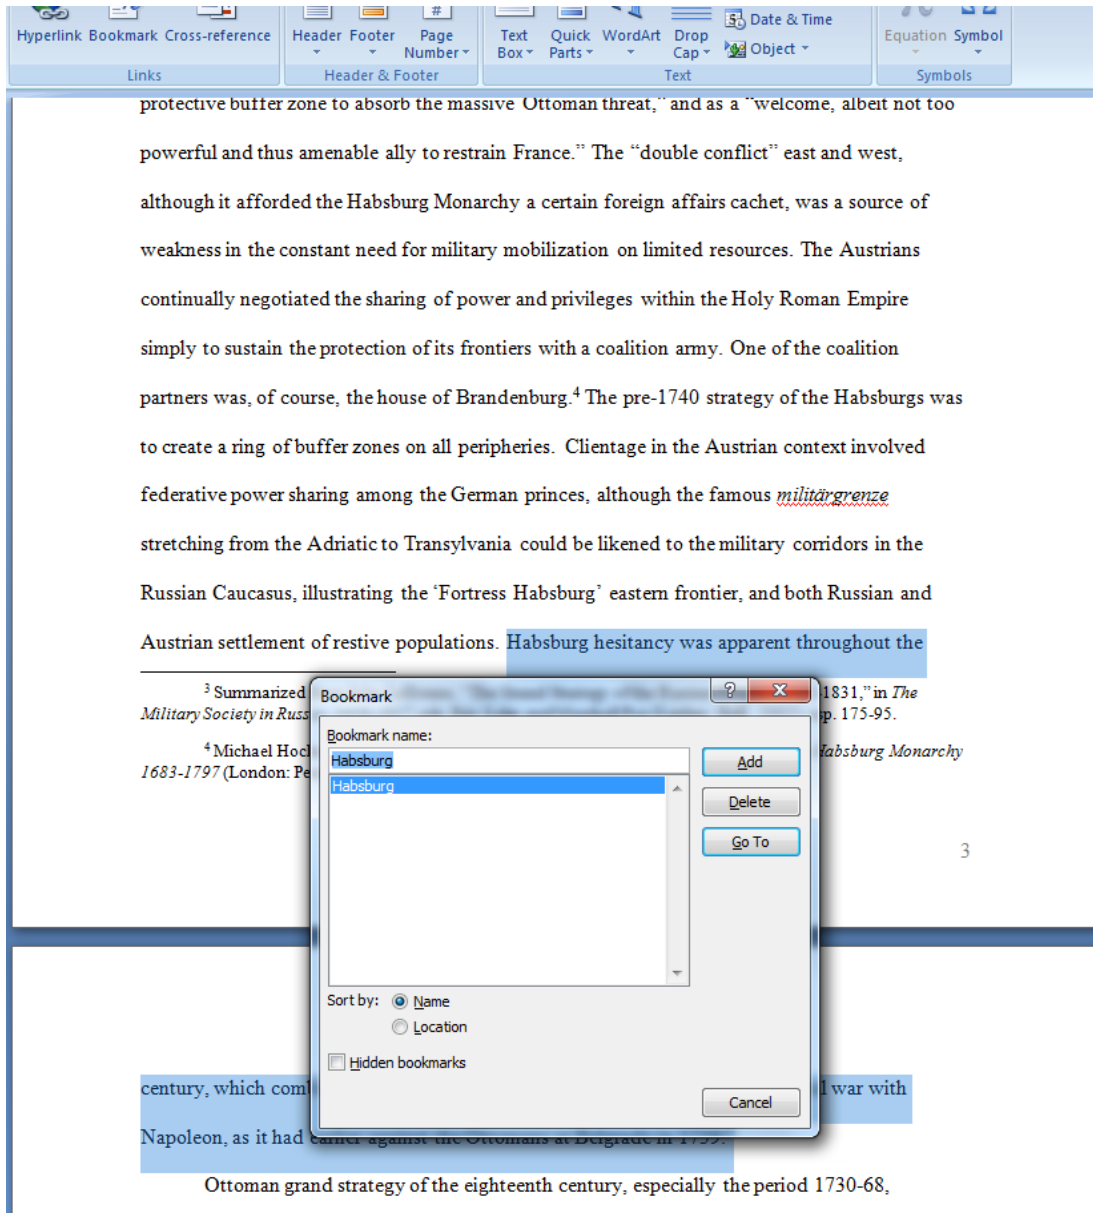 Hyperlink Bookmark Cross-reference
Links
Header Footer Page Number
Header & Footer
Text Box Quick Parts WordArt Drop Cap Date & Time Object
Text
Equation Symbol
Symbols
protective buffer zone to absorb the massive Ottoman threat,” and as a “welcome, albeit not too
powerful and thus amenable ally to restrain France.” The “double conflict” east and west,
although it afforded the Habsburg Monarchy a certain foreign affairs cachet, was a source of
weakness in the constant need for military mobilization on limited resources. The Austrians
continually negotiated the sharing of power and privileges within the Holy Roman Empire
simply to sustain the protection of its frontiers with a coalition army. One of the coalition
partners was, of course, the house of Brandenburg.4 The pre-1740 strategy of the Habsburgs was
to create a ring of buffer zones on all peripheries. Clientage in the Austrian context involved
federative power sharing among the German princes, although the famous militärgrenze
stretching from the Adriatic to Transylvania could be likened to the military corridors in the
Russian Caucasus, illustrating the ‘Fortress Habsburg’ eastern frontier, and both Russian and
Austrian settlement of restive populations. Habsburg hesitancy was apparent throughout the
3 Summarized -1831,” in The
Military Society in Russ p. 175-95.
4 Michael Hoc Habsburg Monarchy
1683-1797 (London: Pe
Bookmark
?
X
Bookmark name:
Habsburg
Add
Habsburg
Delete
Go To
Sort by: Name
Location
Hidden bookmarks
Cancel
3
century, which com l war with
Napoleon, as it had earlier against the Ottomans at Belgrade in 1739.
Ottoman grand strategy of the eighteenth century, especially the period 1730-68,